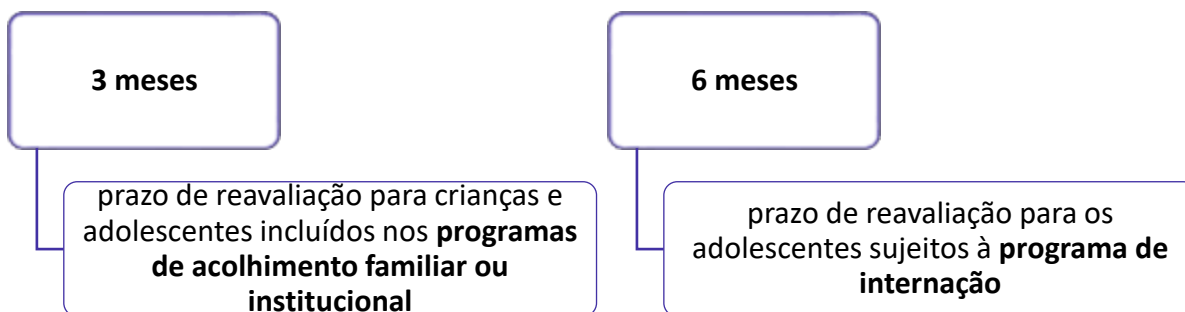 3 meses
prazo de reavaliação para crianças e
adolescentes incluídos nos programas
de acolhimento familiar ou
institucional
6 meses
prazo de reavaliação para os
adolescentes sujeitos à programa de
internação